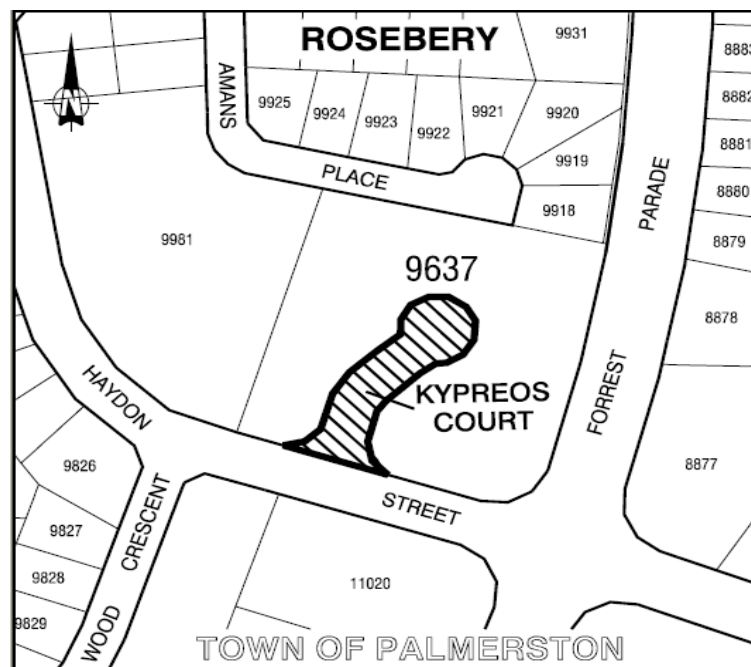 ROSEBERY
9931
8883
8882
8881
8880
8879
8878
8877
AMANS
PLACE
9925
9924
9923
9922
9921
9920
9919
9918
PARADE
FORREST
9981
9637
KYPREOS
COURT
HAYDON
STREET
9826
9827
9828
9829
WOOD
CRESCENT
11020
TOWN OF PALMERSTON